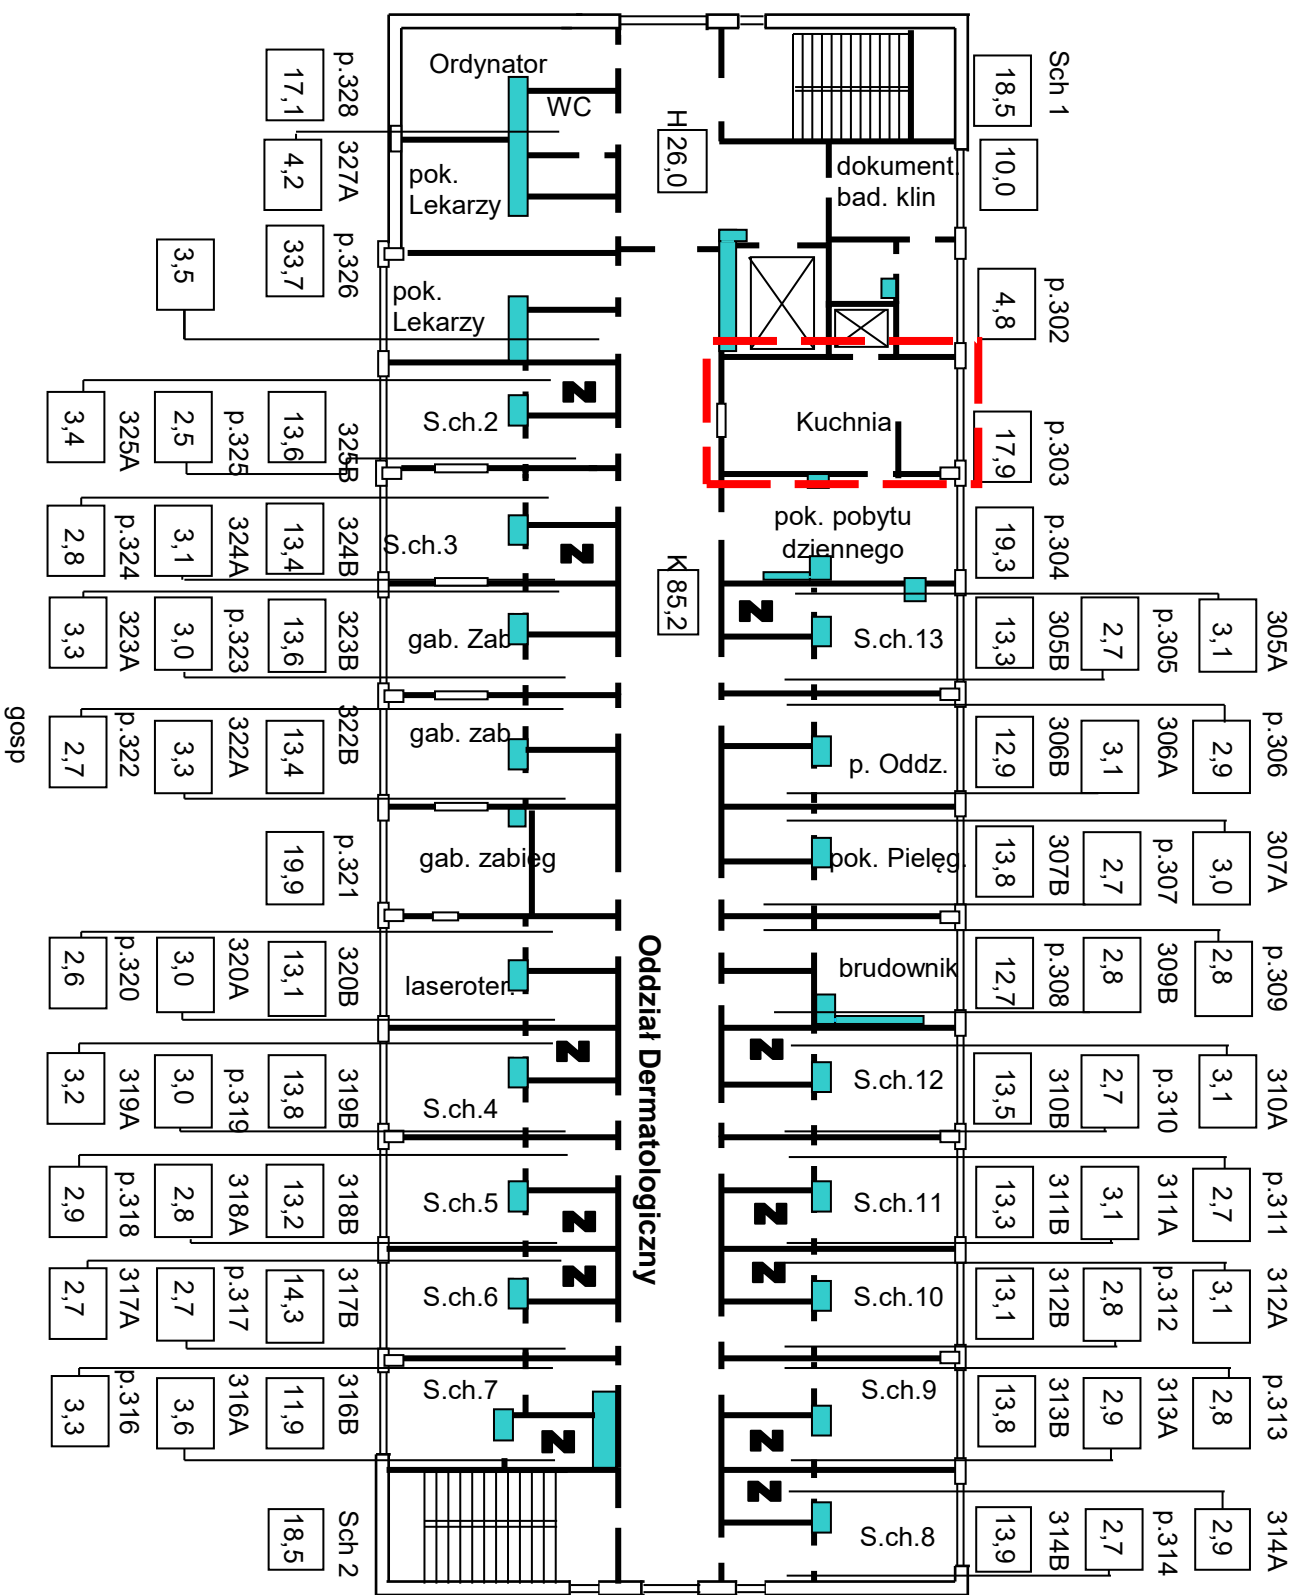 Ordynator
WC
p.328
17,1
327A
4,2
pok.
Lekarzy
p.326
33,7
3,5
pok.
Lekarzy
H 26,0
Sch 1
18,5
10,0
dokument.
bad. klin
p.302
4,8
Kuchnia
p.303
17,9
pok. pobytu
dziennego
p.304
19,3
K 85,2
N
S.ch.2
325B
13,6
p.325
2,5
325A
3,4
N
S.ch.3
324B
13,4
324A
3,1
p.324
2,8
gab. Zab
323B
13,6
p.323
3,0
323A
3,3
gab. zab
322B
13,4
322A
3,3
p.322
2,7
gosp
gab. zabieg
p.321
19,9
laseroter.
320B
13,1
320A
3,0
p.320
2,6
N
S.ch.4
319B
13,8
p.319
3,0
319A
3,2
S.ch.5
N
318B
13,2
318A
2,8
p.318
2,9
S.ch.6
N
317B
14,3
p.317
2,7
317A
2,7
S.ch.7
N
316B
11,9
316A
3,6
p.316
3,3
Sch 2
18,5
Oddział Dermatologiczny
N
S.ch.13
305B
13,3
p.305
2,7
305A
3,1
p. Oddz.
306B
12,9
306A
3,1
p.306
2,9
pok. Pielęg.
307B
13,8
p.307
2,7
307A
3,0
brudownik
p.308
12,7
309B
2,8
p.309
2,8
N
S.ch.12
310B
13,5
p.310
2,7
310A
3,1
N
S.ch.11
311B
13,3
311A
3,1
p.311
2,7
N
S.ch.10
312B
13,1
p.312
2,8
312A
3,1
N
S.ch.9
313B
13,8
313A
2,9
p.313
2,8
N
S.ch.8
314B
13,9
p.314
2,7
314A
2,9